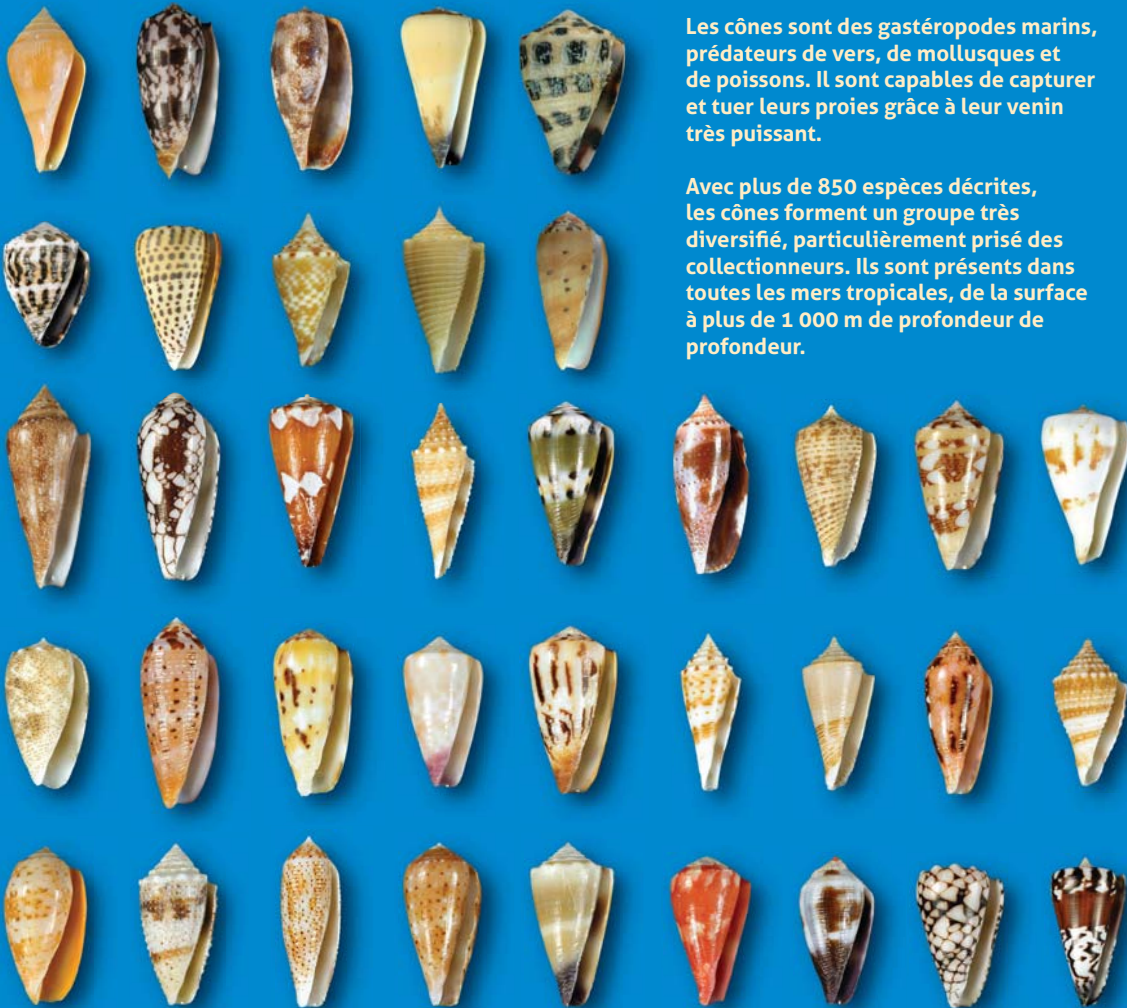 Les cônes sont des gastéropodes marins,
prédateurs de vers, de mollusques et
de poissons. Il sont capables de capturer
et tuer leurs proies grâce à leur venin
très puissant.
Avec plus de 850 espèces décrites,
les cônes forment un groupe très
diversifié, particulièrement prisé des
collectionneurs. Ils sont présents dans
toutes les mers tropicales, de la surface
à plus de 1 000 m de profondeur de
profondeur.